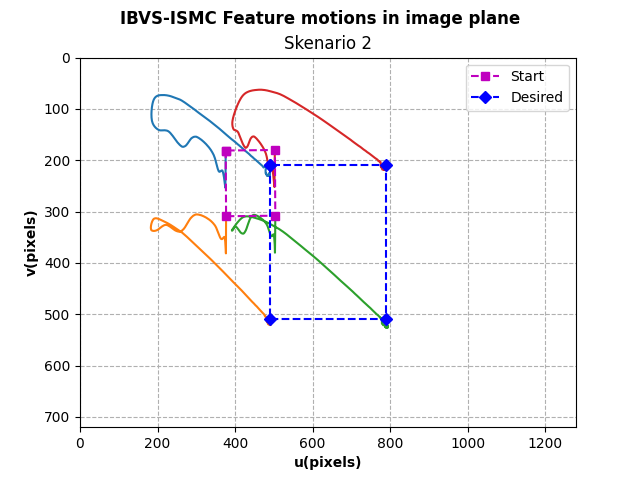 IBVS-ISMC Feature motions in image plane
Skenario 2
Start
Desired
v(pixels)
0
100
200
300
400
500
600
700
0 200 400 600 800 1000 1200
u(pixels)